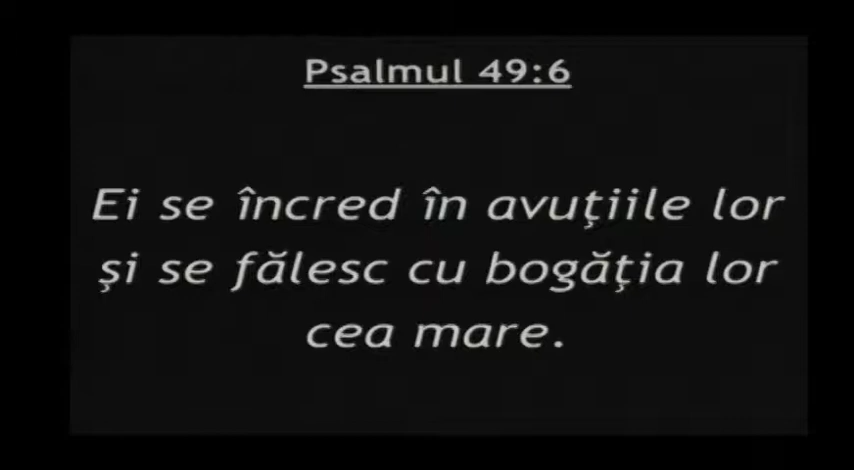 Psalmul 49:6
Ei se încred în avuţiile lor
şi se fălesc cu bogăţia lor
cea mare.